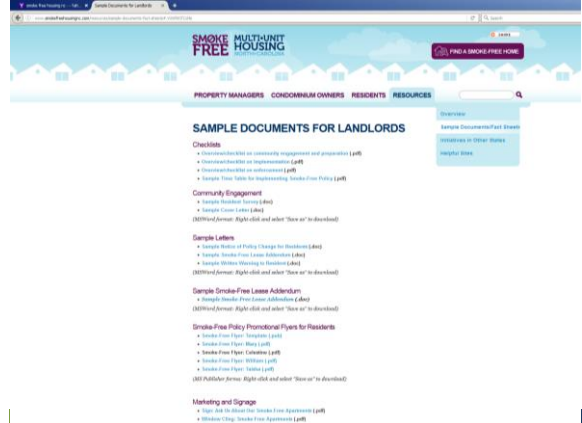 smoke free housing nc
Sample Documents for Landlords
Search
SHARE
SMOKE FREE
MULTI-UNIT HOUSING
NORTH CAROLINA
FIND A SMOKE-FREE HOME
PROPERTY MANAGERS CONDOMINIUM OWNERS RESIDENTS RESOURCES
Overview
Sample Documents/Fact Sheets
Initiatives in Other States
Helpful Sites
SAMPLE DOCUMENTS FOR LANDLORDS
Checklists
Overview/checklist on community engagement and preparation (.pdf)
Overview/checklist on implementation (.pdf)
Overview/checklist on enforcement (.pdf)
Sample Time Table for Implementing Smoke-Free Policy (.pdf)
Community Engagement
Sample Resident Survey (.doc)
Sample Cover Letter (.doc)
(MSWord format: Right-click and select "Save as" to download)
Sample Letters
Sample Notice of Policy Change for Residents (.doc)
Sample Smoke-Free Lease Addendum (.doc)
Sample Written Warning to Resident (.doc)
(MSWord format: Right-click and select "Save as" to download)
Sample Smoke-Free Lease Addendum
Sample Smoke-Free Lease Addendum (.doc)
(MSWord format: Right-click and select "Save as" to download)
Smoke-Free Policy Promotional Flyers for Residents
Smoke-Free Flyer: Template (.pub)
Smoke-Free Flyer: Mary (.pdf)
Smoke-Free Flyer: Celestine (.pdf)
Smoke-Free Flyer: William (.pdf)
Smoke-Free Flyer:
(MS Publisher format: Right-click and select "Save as" to download)
Marketing and Signage
Sign: Ask Us About Our Smoke Free Apartments (.pdf)
Window Cling: Smoke-Free Apartments (.pdf)